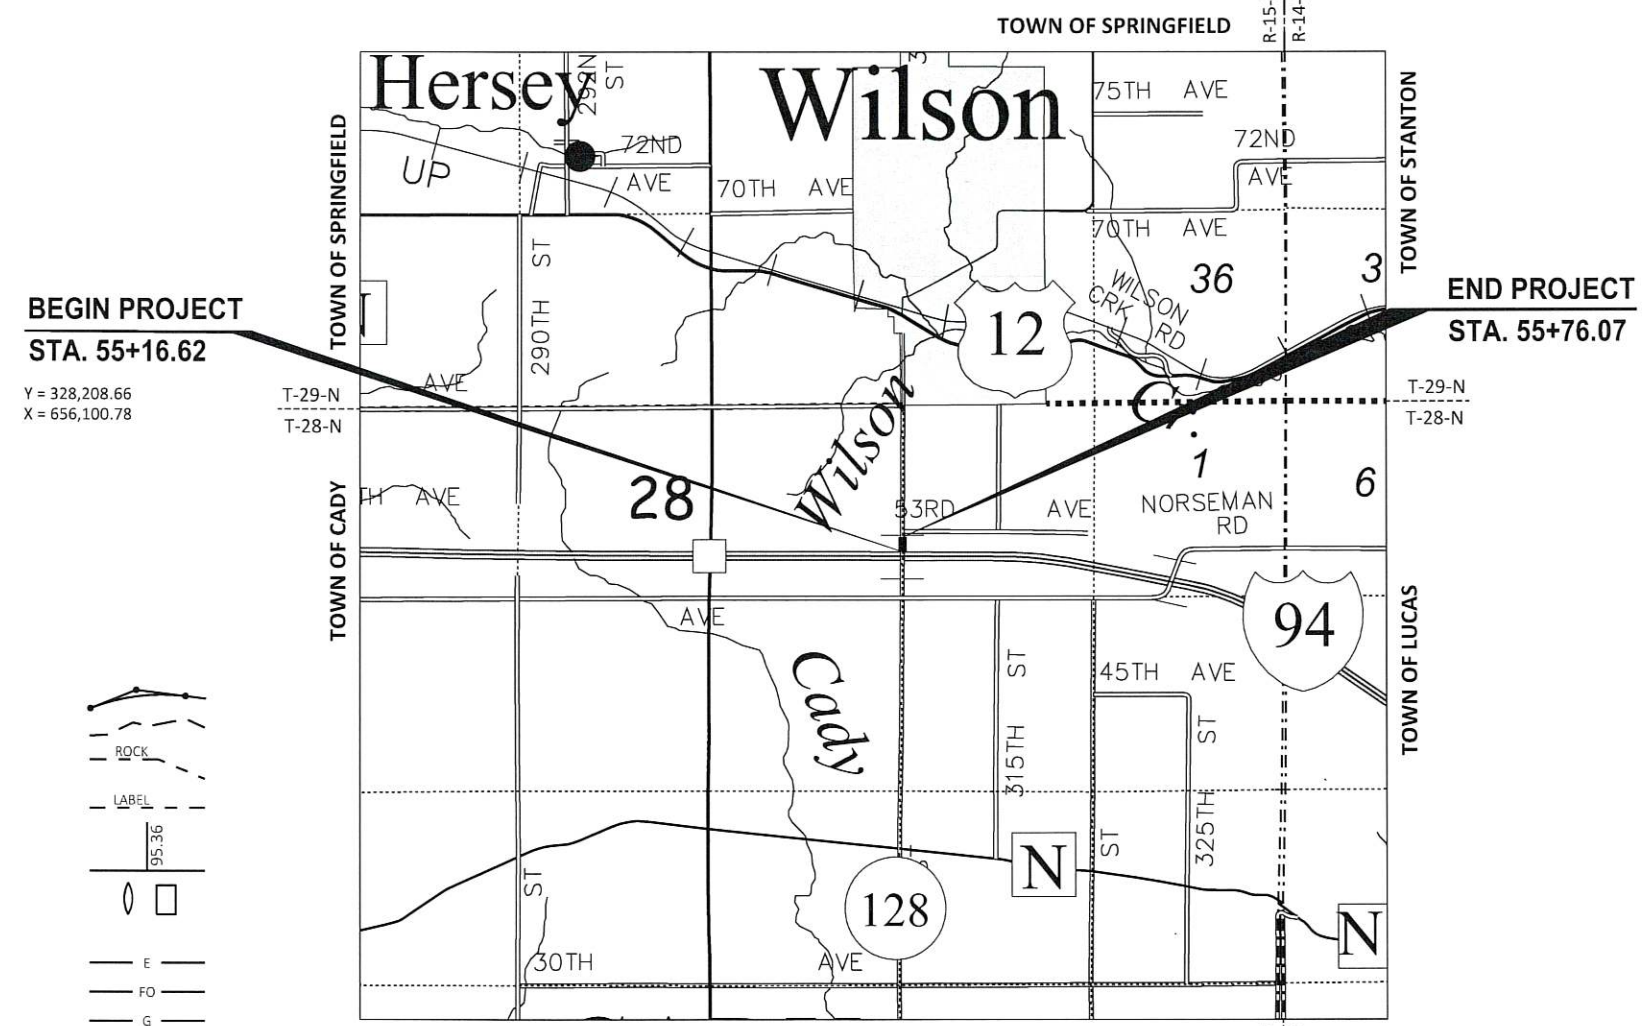 TOWN OF SPRINGFIELD
R-15-
R-14-
Hersey
Wilson
292N
ST
75TH AVE
72ND
AVE
72ND
AVE
UP
70TH AVE
70TH AVE
TOWN OF SPRINGFIELD
TOWN OF STANTON
290TH ST
36
3
WILSON
CRK RD
12
BEGIN PROJECT
STA. 55+16.62
Y = 328,208.66
X = 656,100.78
END PROJECT
STA. 55+76.07
AVE
T-29-N
T-28-N
T-29-N
T-28-N
Wilson
1
6
28
TH AVE
53RD AVE
NORSEMAN
RD
TOWN OF CADY
TOWN OF LUCAS
94
AVE
Cady
315TH ST
45TH AVE
325TH ST
ST
ST
N
N
128
30TH AVE
ROCK
LABEL
95.36
E
FO
G